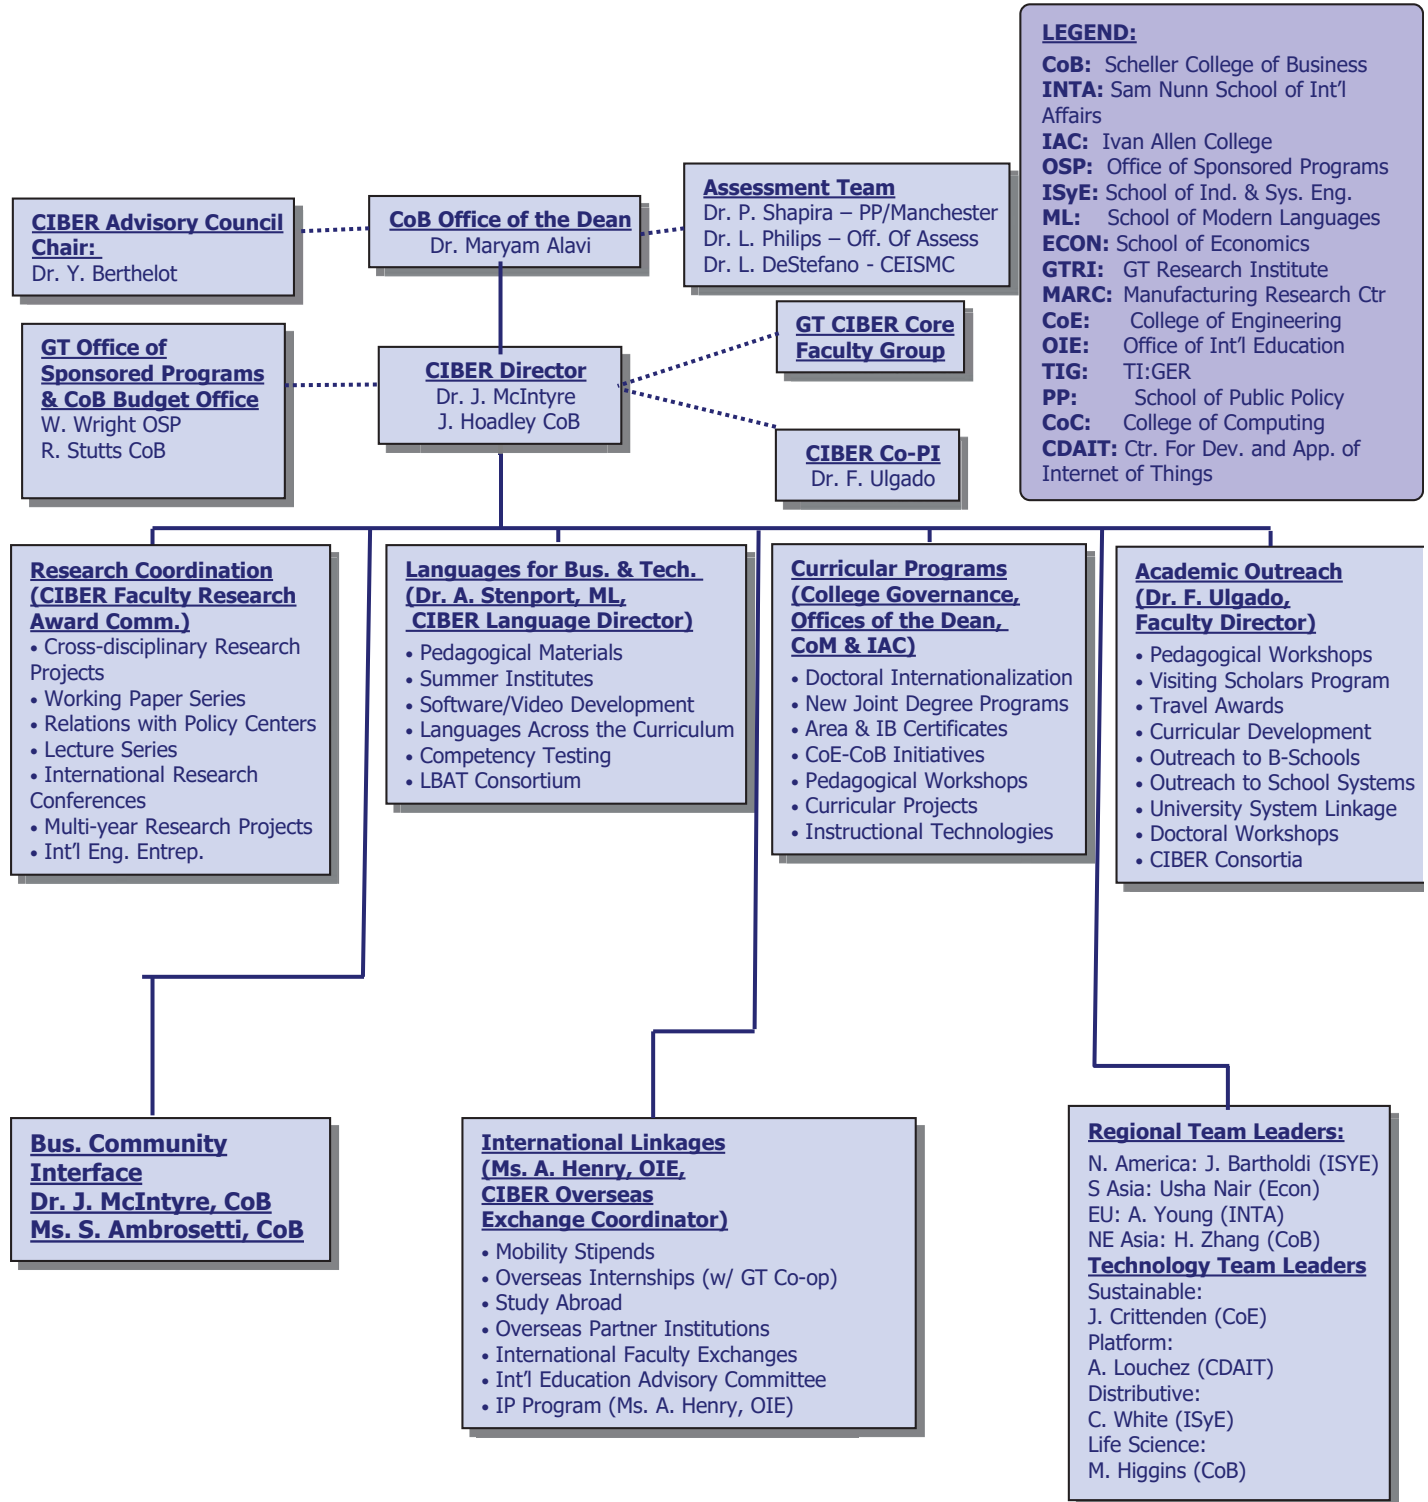 LEGEND:
CoB: Scheller College of Business
INTA: Sam Nunn School of Int'l
Affairs
IAC: Ivan Allen College
OSP: Office of Sponsored Programs
ISyE: School of Ind. & Sys. Eng.
ML: School of Modern Languages
ECON: School of Economics
GTRI: GT Research Institute
MARC: Manufacturing Research Ctr
CoE: College of Engineering
OIE: Office of Int'l Education
TIG: TI:GER
PP: School of Public Policy
CoC: College of Computing
CDAIT: Ctr. For Dev. and App. of
Internet of Things
CIBER Advisory Council
Chair:
Dr. Y. Berthelot
CoB Office of the Dean
Dr. Maryam Alavi
Assessment Team
Dr. P. Shapira – PP/Manchester
Dr. L. Philips – Off. Of Assess
Dr. L. DeStefano - CEISMC
GT Office of
Sponsored Programs
& CoB Budget Office
W. Wright OSP
R. Stutts CoB
CIBER Director
Dr. J. McIntyre
J. Hoadley CoB
GT CIBER Core
Faculty Group
CIBER Co-PI
Dr. F. Ulgado
Research Coordination
(CIBER Faculty Research
Award Comm.)
• Cross-disciplinary Research
Projects
• Working Paper Series
• Relations with Policy Centers
• Lecture Series
• International Research
Conferences
• Multi-year Research Projects
• Int'l Eng. Entrep.
Languages for Bus. & Tech.
(Dr. A. Stenport, ML,
CIBER Language Director)
• Pedagogical Materials
• Summer Institutes
• Software/Video Development
• Languages Across the Curriculum
• Competency Testing
• LBAT Consortium
Curricular Programs
(College Governance,
Offices of the Dean,
CoM & IAC)
• Doctoral Internationalization
• New Joint Degree Programs
• Area & IB Certificates
• CoE-CoB Initiatives
• Pedagogical Workshops
• Curricular Projects
• Instructional Technologies
Academic Outreach
(Dr. F. Ulgado,
Faculty Director)
• Pedagogical Workshops
• Visiting Scholars Program
• Travel Awards
• Curricular Development
• Outreach to B-Schools
• Outreach to School Systems
• University System Linkage
• Doctoral Workshops
• CIBER Consortia
Bus. Community
Interface
Dr. J. McIntyre, CoB
Ms. S. Ambrosetti, CoB
International Linkages
(Ms. A. Henry, OIE,
CIBER Overseas
Exchange Coordinator)
• Mobility Stipends
• Overseas Internships (w/ GT Co-op)
• Study Abroad
• Overseas Partner Institutions
• International Faculty Exchanges
• Int'l Education Advisory Committee
• IP Program (Ms. A. Henry, OIE)
Regional Team Leaders:
N. America: J. Bartholdi (ISYE)
S Asia: Usha Nair (Econ)
EU: A. Young (INTA)
NE Asia: H. Zhang (CoB)
Technology Team Leaders
Sustainable:
J. Crittenden (CoE)
Platform:
A. Louchez (CDAIT)
Distributive:
C. White (ISyE)
Life Science:
M. Higgins (CoB)